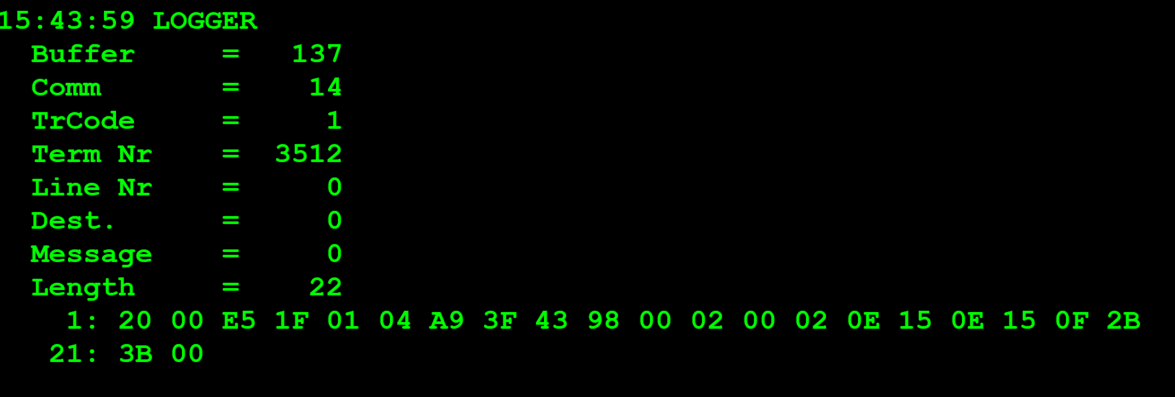 15:43:59 LOGGER
  Buffer     =   137
  Comm       =    14
  TrCode     =     1
  Term Nr    =  3512
  Line Nr    =     0
  Dest.      =     0
  Message    =     0
  Length     =    22
    1: 20 00 E5 1F 01 04 A9 3F 43 98 00 02 00 02 0E 15 0E 15 0F 2B
   21: 3B 00